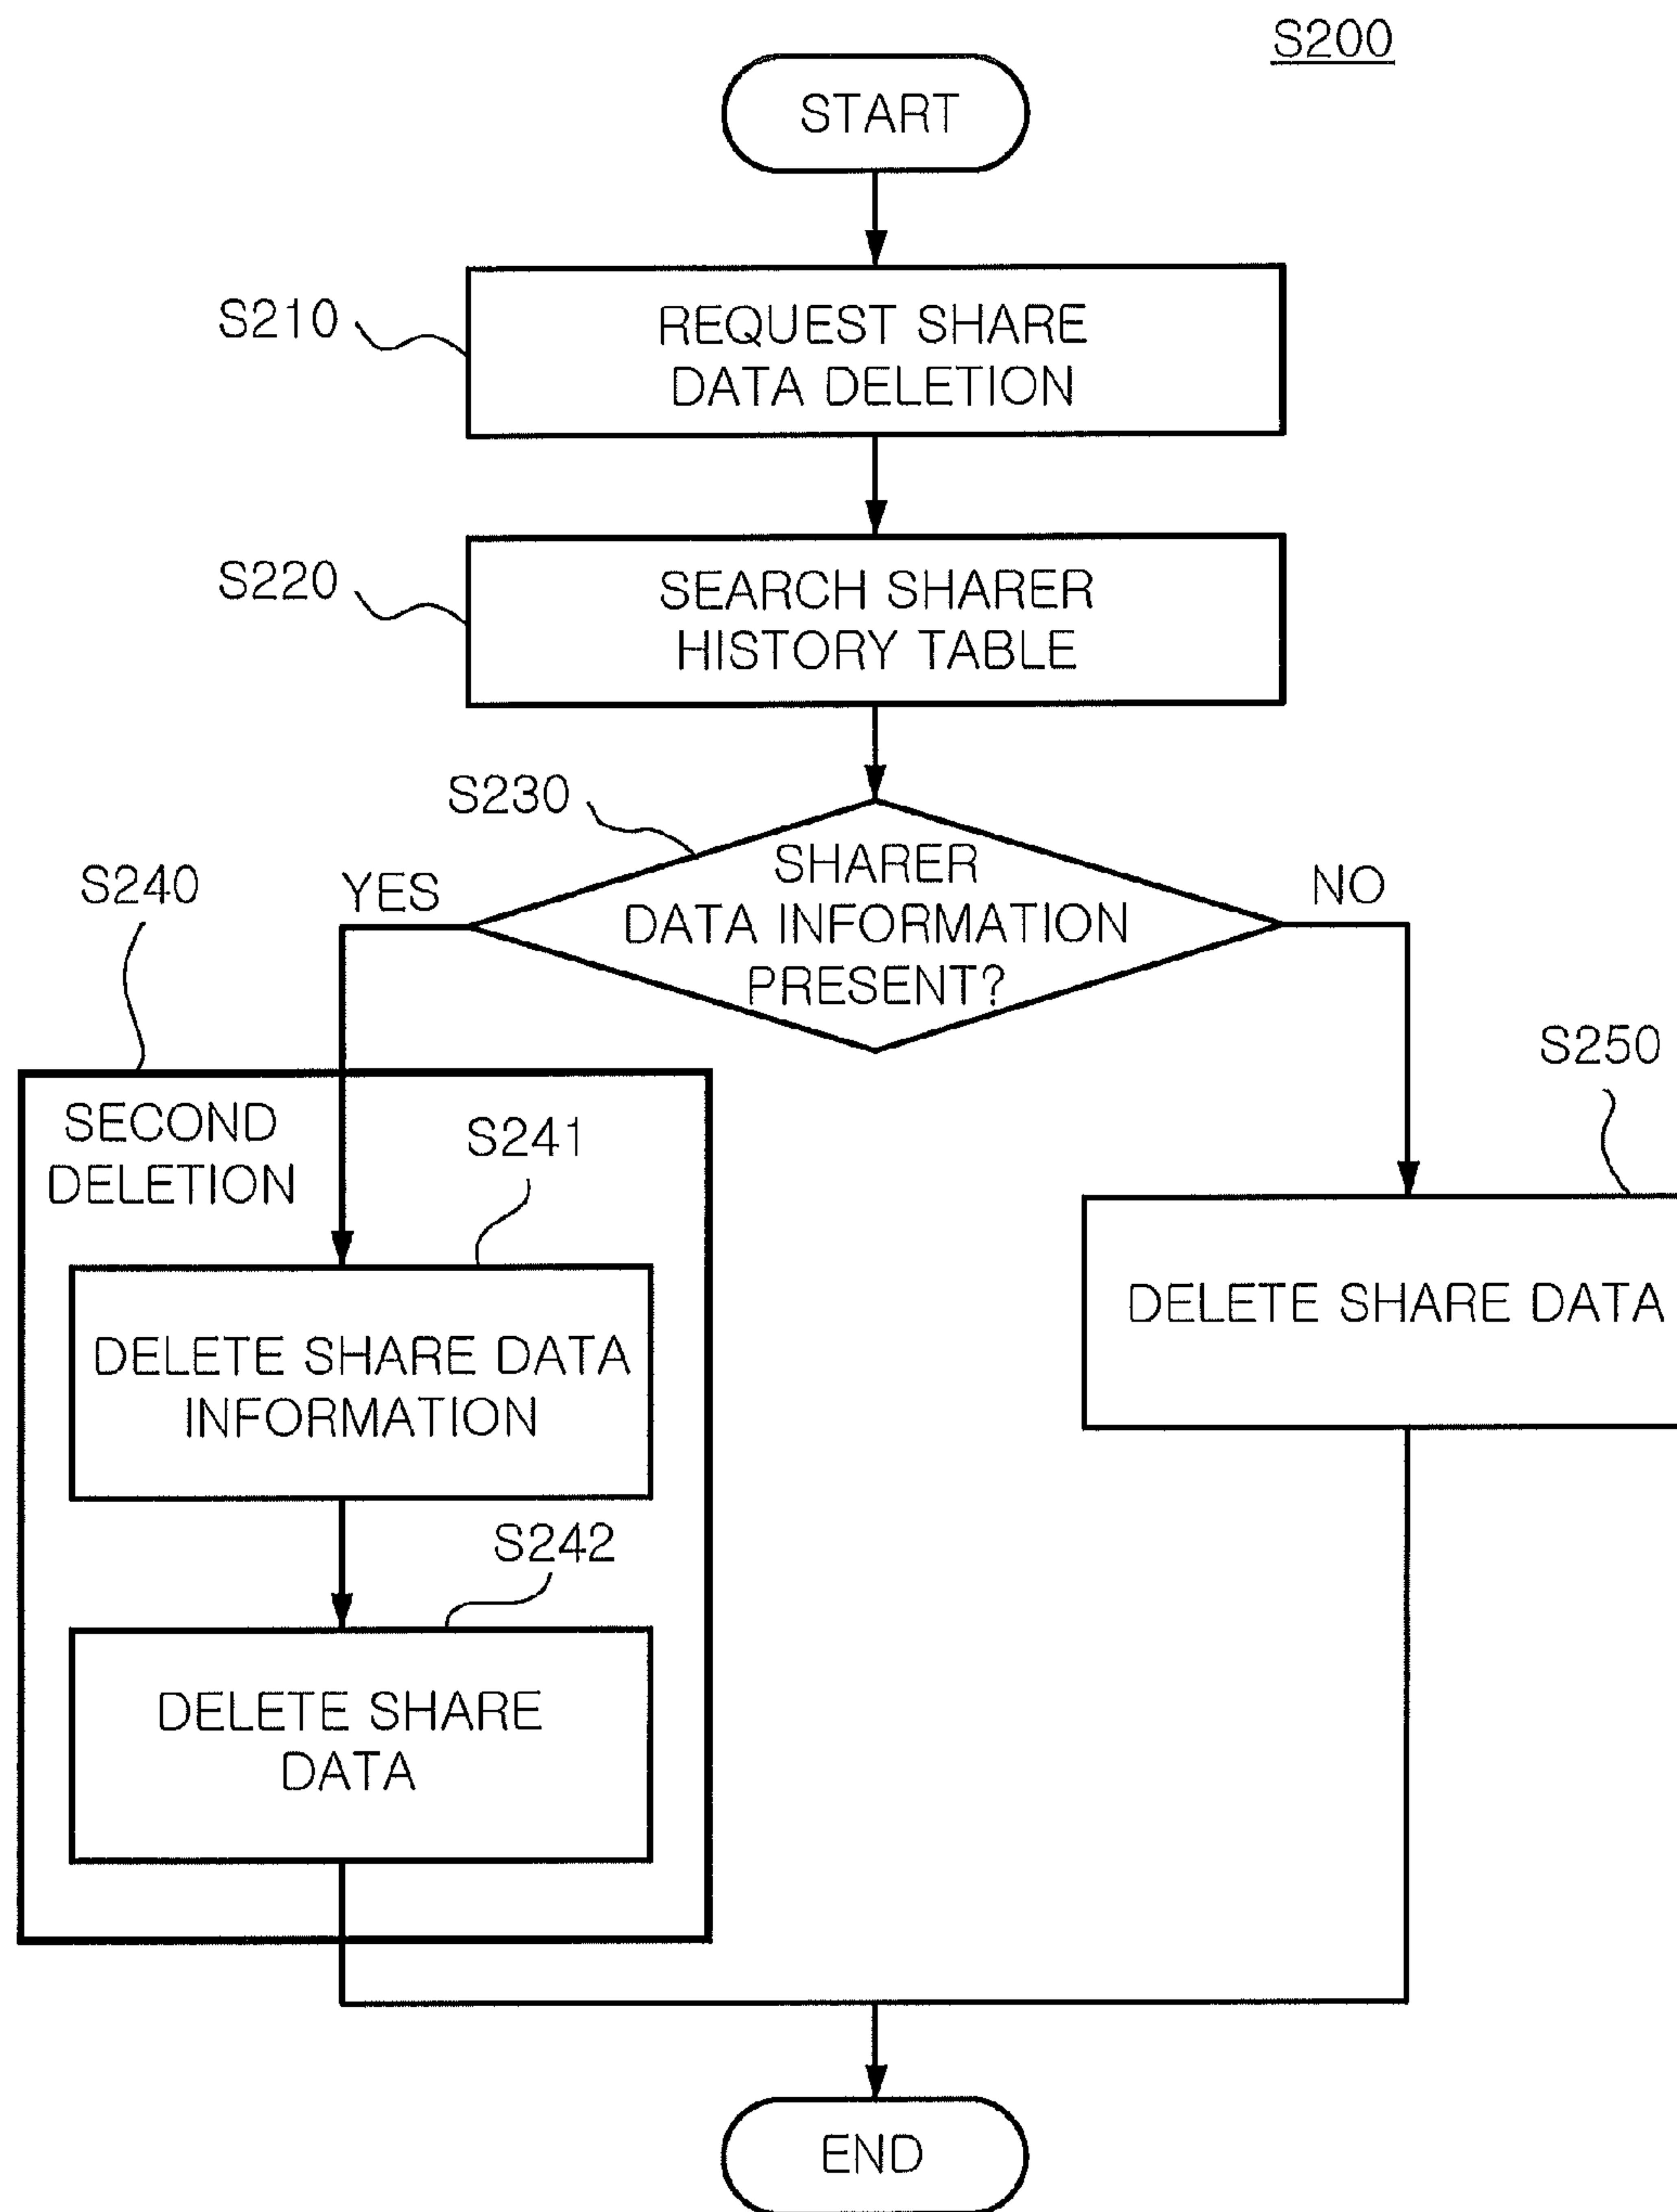 S200
START
S210
REQUEST SHARE
DATA DELETION
S220
SEARCH SHARER
HISTORY TABLE
S230
SHARER
DATA INFORMATION
PRESENT?
YES
NO
S240
SECOND
DELETION
S241
DELETE SHARE DATA
INFORMATION
S242
DELETE SHARE
DATA
S250
DELETE SHARE DATA
END